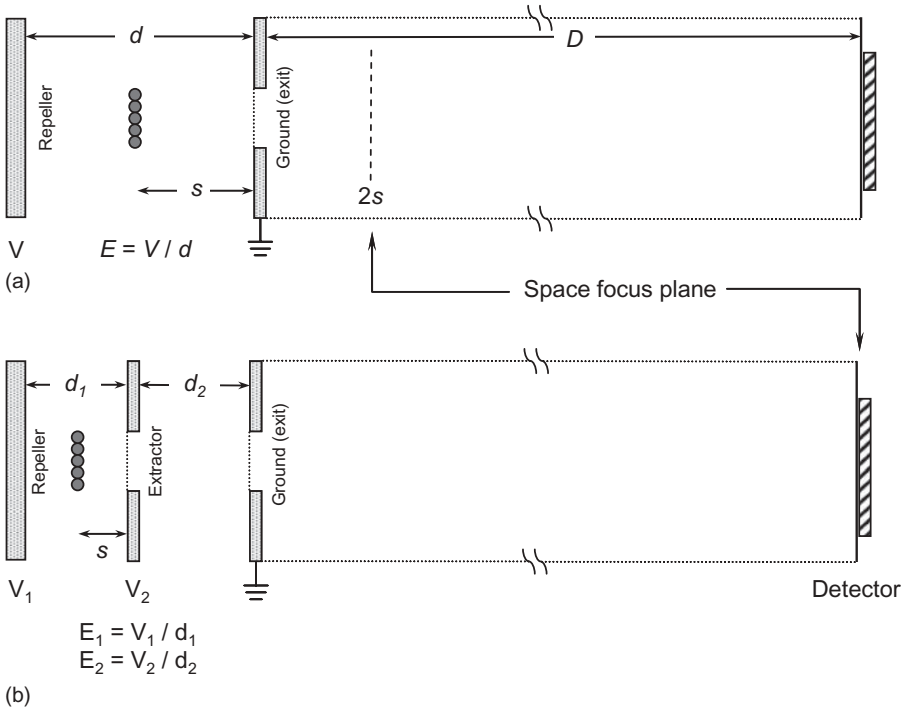 d
D
Repeller
Ground (exit)
s
2s
V
E = V / d
(a)
Space focus plane
d1
d2
Repeller
Extractor
Ground (exit)
s
V1
V2
Detector
E1 = V1 / d1
E2 = V2 / d2
(b)